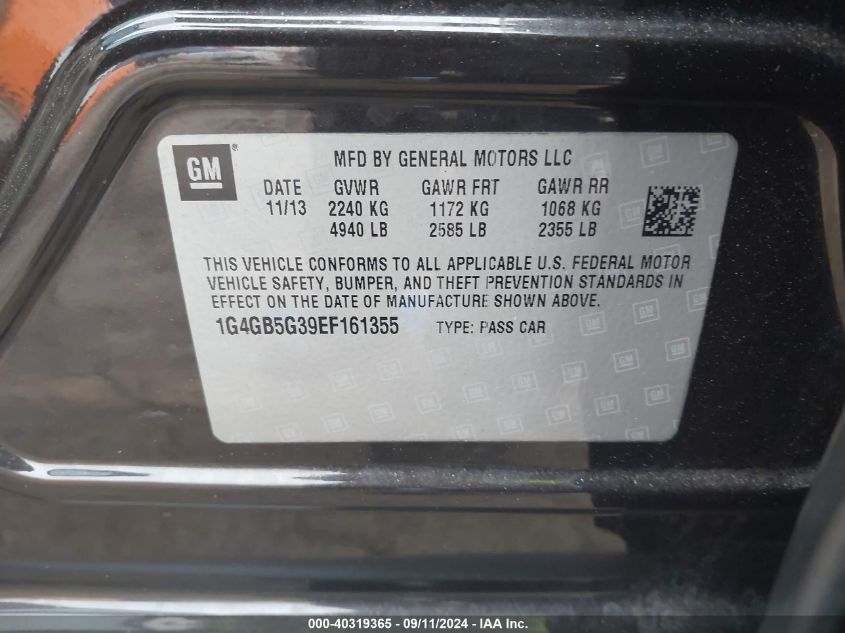 GM® MFD BY GENERAL MOTORS LLC
DATE GVWR GAWR FRT GAWR RR
11/13 2240 KG 1172 KG 1068 KG
4940 LB 2585 LB 2355 LB
THIS VEHICLE CONFORMS TO ALL APPLICABLE U.S. FEDERAL MOTOR
VEHICLE SAFETY, BUMPER, AND THEFT PREVENTION STANDARDS IN
EFFECT ON THE DATE OF MANUFACTURE SHOWN ABOVE.
1G4GB5G39EF161355 TYPE: PASS CAR
000-40319365 - 09/11/2024 - IAA Inc.